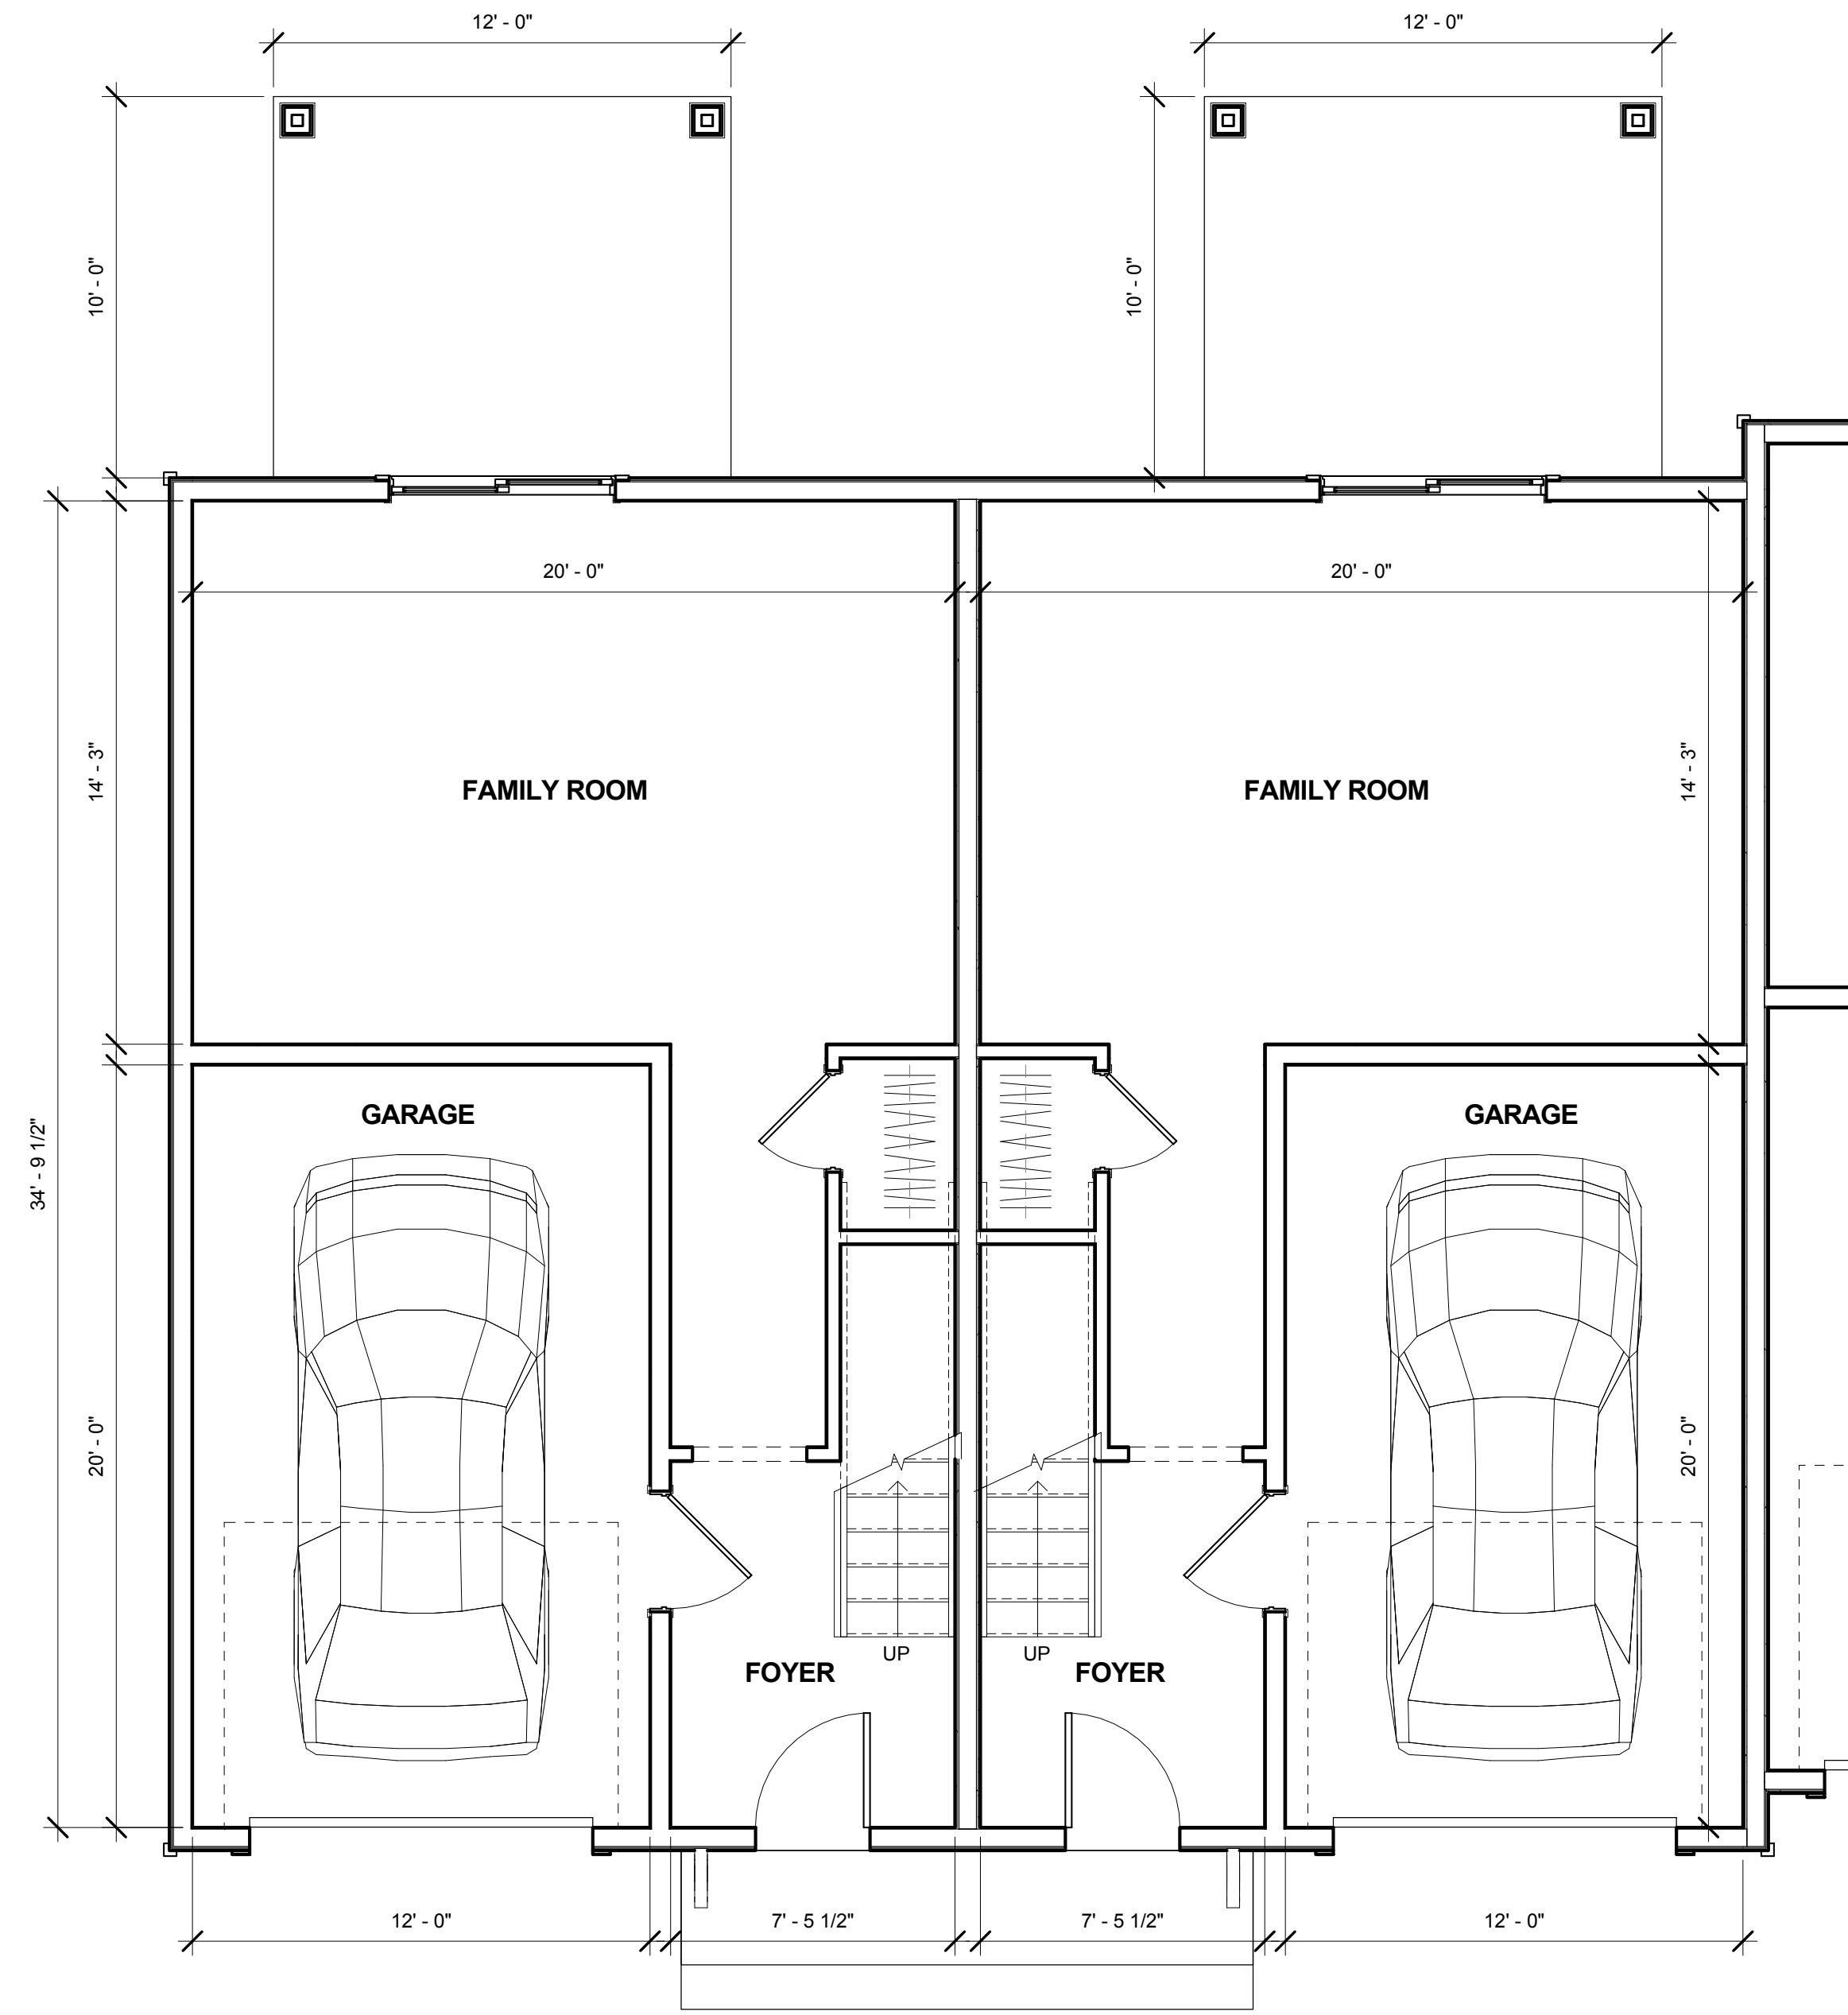 12' - 0"
12' - 0"
10' - 0"
10' - 0"
20' - 0"
20' - 0"
14' - 3"
FAMILY ROOM
FAMILY ROOM
14' - 3"
GARAGE
GARAGE
34' - 9 1/2"
20' - 0"
20' - 0"
UP
UP
FOYER
FOYER
12' - 0"
7' - 5 1/2"
7' - 5 1/2"
12' - 0"